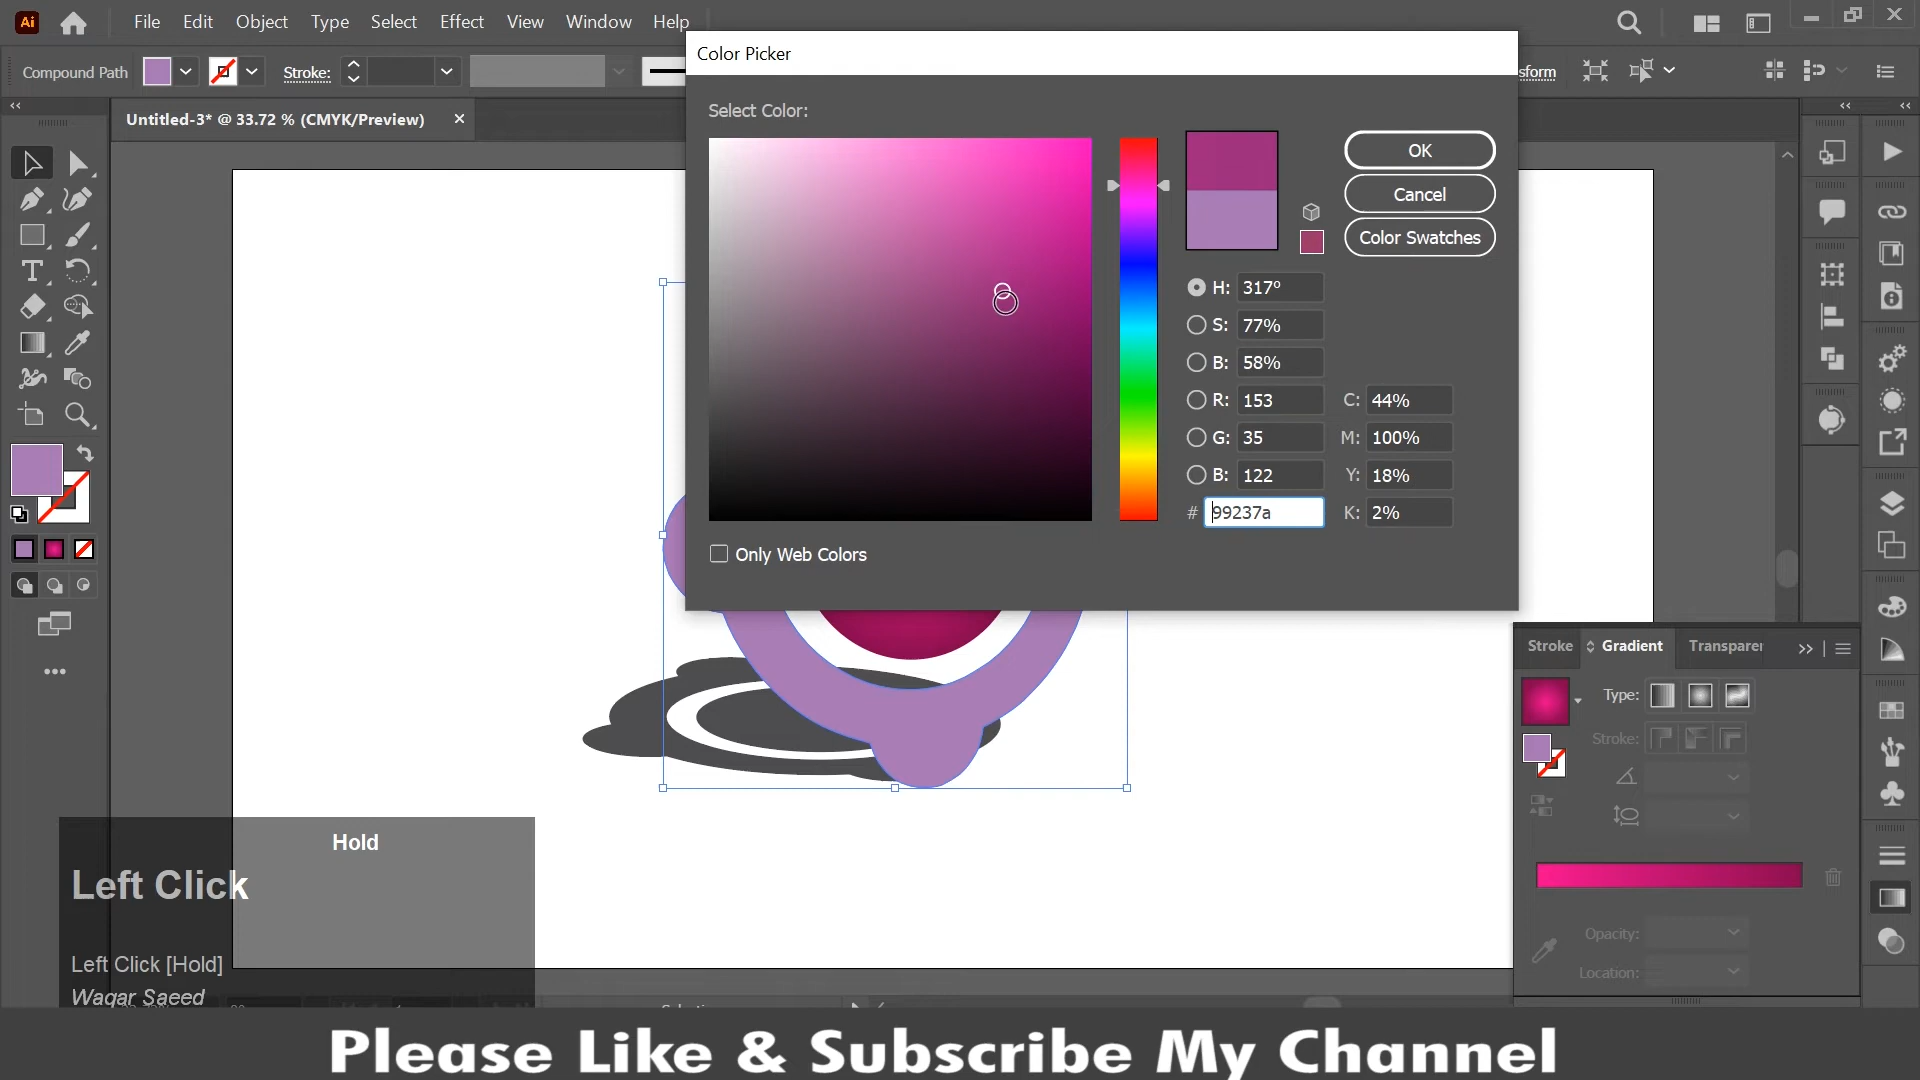 Ai File Edit Object Type Select Effect View Window Help
Color Picker
Compound Path Stroke: sform
Untitled-3* @ 33.72 % (CMYK/Preview) ×
Select Color:
OK
Cancel
Color Swatches
H: 317º
S: 77%
B: 58%
R: 153 C: 44%
G: 35 M: 100%
B: 122 Y: 18%
# 99237a K: 2%
Only Web Colors
Stroke Gradient Transparen
Type:
Stroke:
Opacity:
Location:
Hold
Left Click
Left Click [Hold]
Waqar Saeed
Please Like & Subscribe My Channel